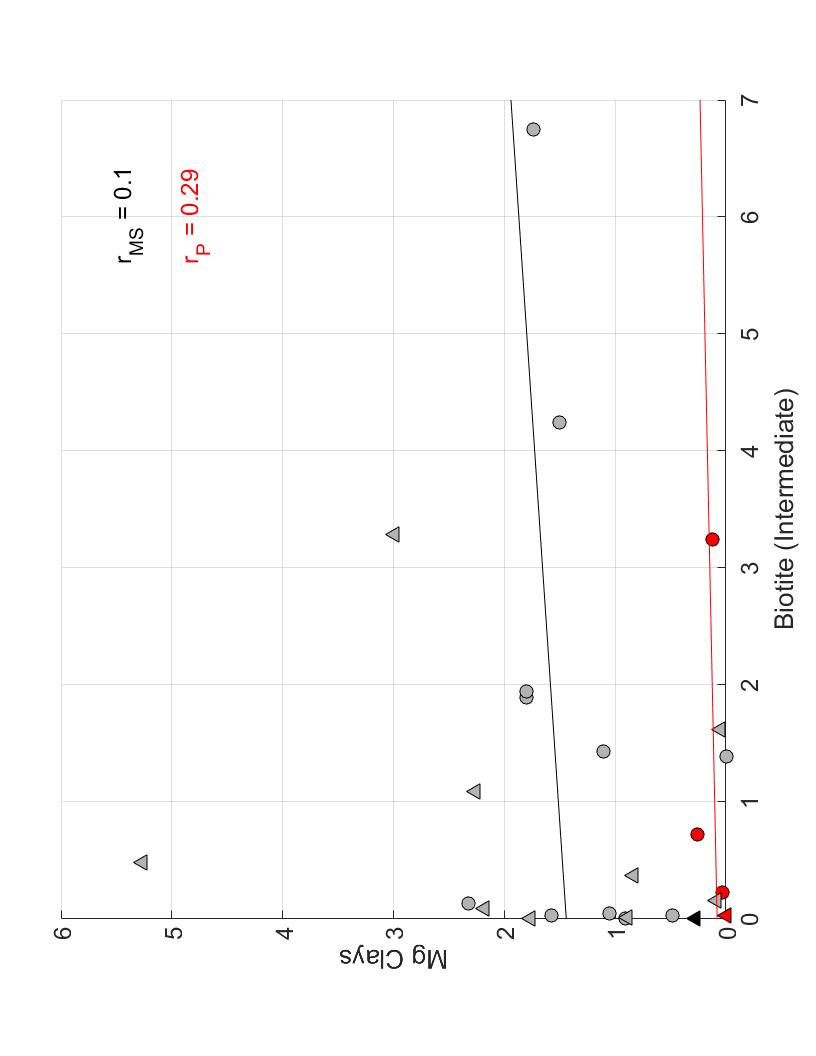 6
5
4
3
2
1
0
Mg Clays
r_MS = 0.1
r_P = 0.29
0 1 2 3 4 5 6 7
Biotite (Intermediate)